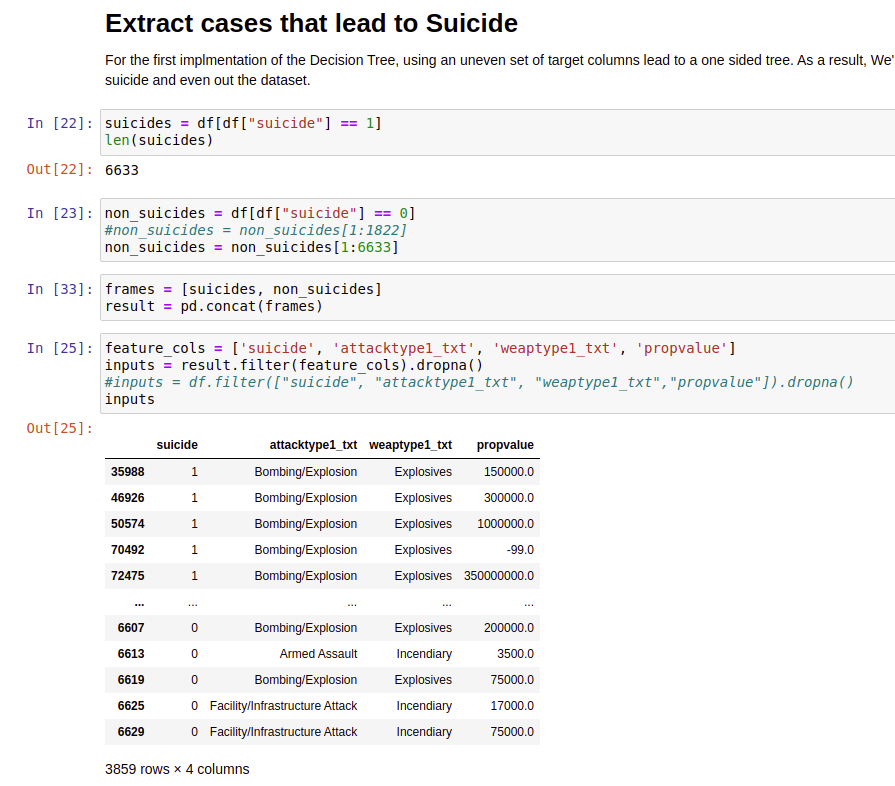 Extract cases that lead to Suicide
For the first implmentation of the Decision Tree, using an uneven set of target columns lead to a one sided tree. As a result, We'
suicide and even out the dataset.
In [22]: suicides = df[df["suicide"] == 1]
len(suicides)
Out[22]: 6633
In [23]: non_suicides = df[df["suicide"] == 0]
#non_suicides = non_suicides[1:1822]
non_suicides = non_suicides[1:6633]
In [33]: frames = [suicides, non_suicides]
result = pd.concat(frames)
In [25]: feature_cols = ['suicide', 'attacktype1_txt', 'weaptype1_txt', 'propvalue']
inputs = result.filter(feature_cols).dropna()
#inputs = df.filter(["suicide", "attacktype1_txt", "weaptype1_txt","propvalue"]).dropna()
inputs
Out[25]:
suicide attacktype1_txt weaptype1_txt propvalue
35988 1 Bombing/Explosion Explosives 150000.0
46926 1 Bombing/Explosion Explosives 300000.0
50574 1 Bombing/Explosion Explosives 1000000.0
70492 1 Bombing/Explosion Explosives -99.0
72475 1 Bombing/Explosion Explosives 350000000.0
... ... ... ... ...
6607 0 Bombing/Explosion Explosives 200000.0
6613 0 Armed Assault Incendiary 3500.0
6619 0 Bombing/Explosion Explosives 75000.0
6625 0 Facility/Infrastructure Attack Incendiary 17000.0
6629 0 Facility/Infrastructure Attack Incendiary 75000.0
3859 rows × 4 columns